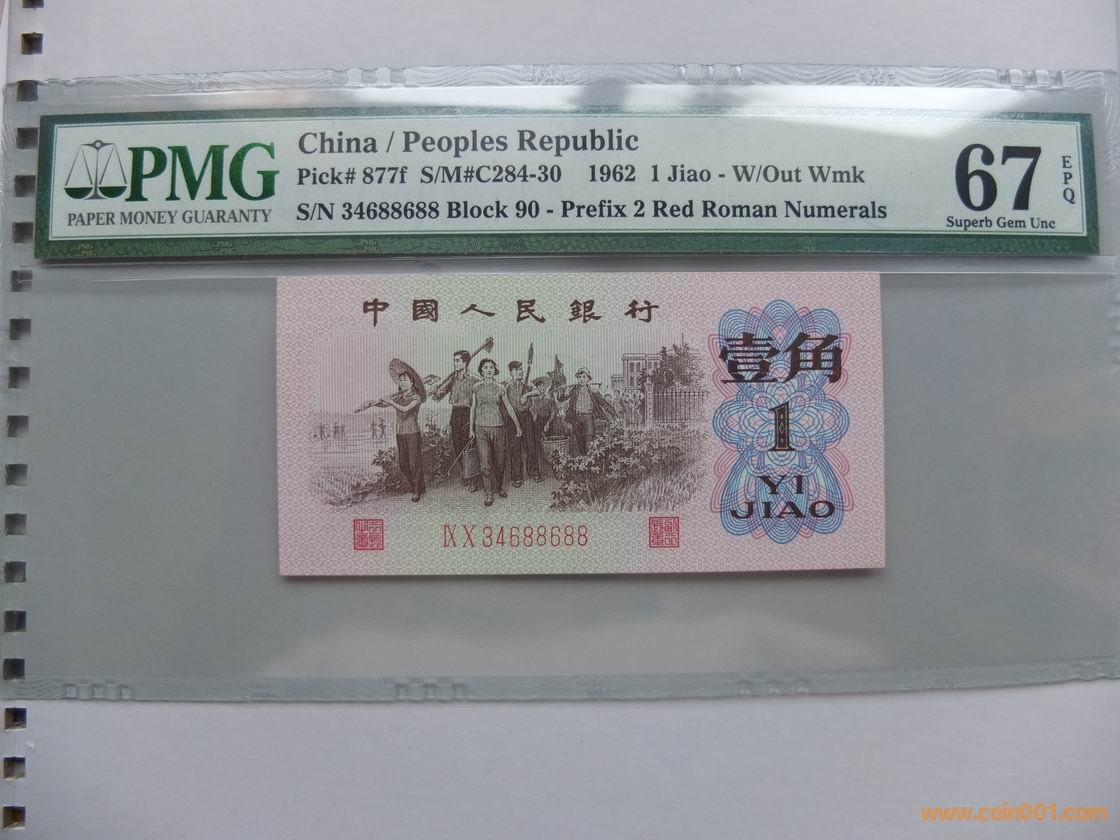 PMG
PAPER MONEY GUARANTY
China / Peoples Republic
Pick# 877f S/M#C284-30 1962 1 Jiao - W/Out Wmk
S/N 34688688 Block 90 - Prefix 2 Red Roman Numerals
67
EPQ
Superb Gem Unc
中國人民銀行
壹角
1
YI
JIAO
IX X 34688688
www.coin001.com